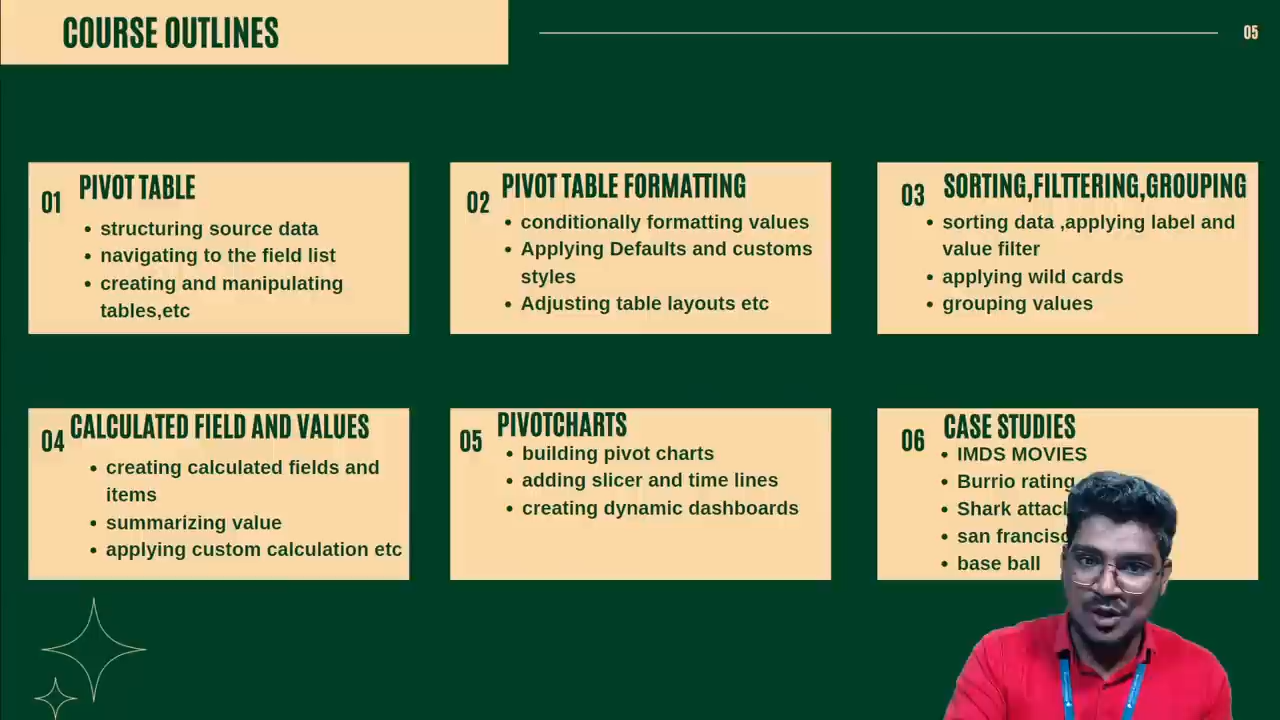 COURSE OUTLINES
05
01
PIVOT TABLE
structuring source data
navigating to the field list
creating and manipulating
tables,etc
02
PIVOT TABLE FORMATTING
conditionally formatting values
Applying Defaults and customs
styles
Adjusting table layouts etc
03
SORTING,FILTTERING,GROUPING
sorting data ,applying label and
value filter
applying wild cards
grouping values
04
CALCULATED FIELD AND VALUES
creating calculated fields and
items
summarizing value
applying custom calculation etc
05
PIVOTCHARTS
building pivot charts
adding slicer and time lines
creating dynamic dashboards
06
CASE STUDIES
IMDS MOVIES
Burrio rating
Shark
san
base ball